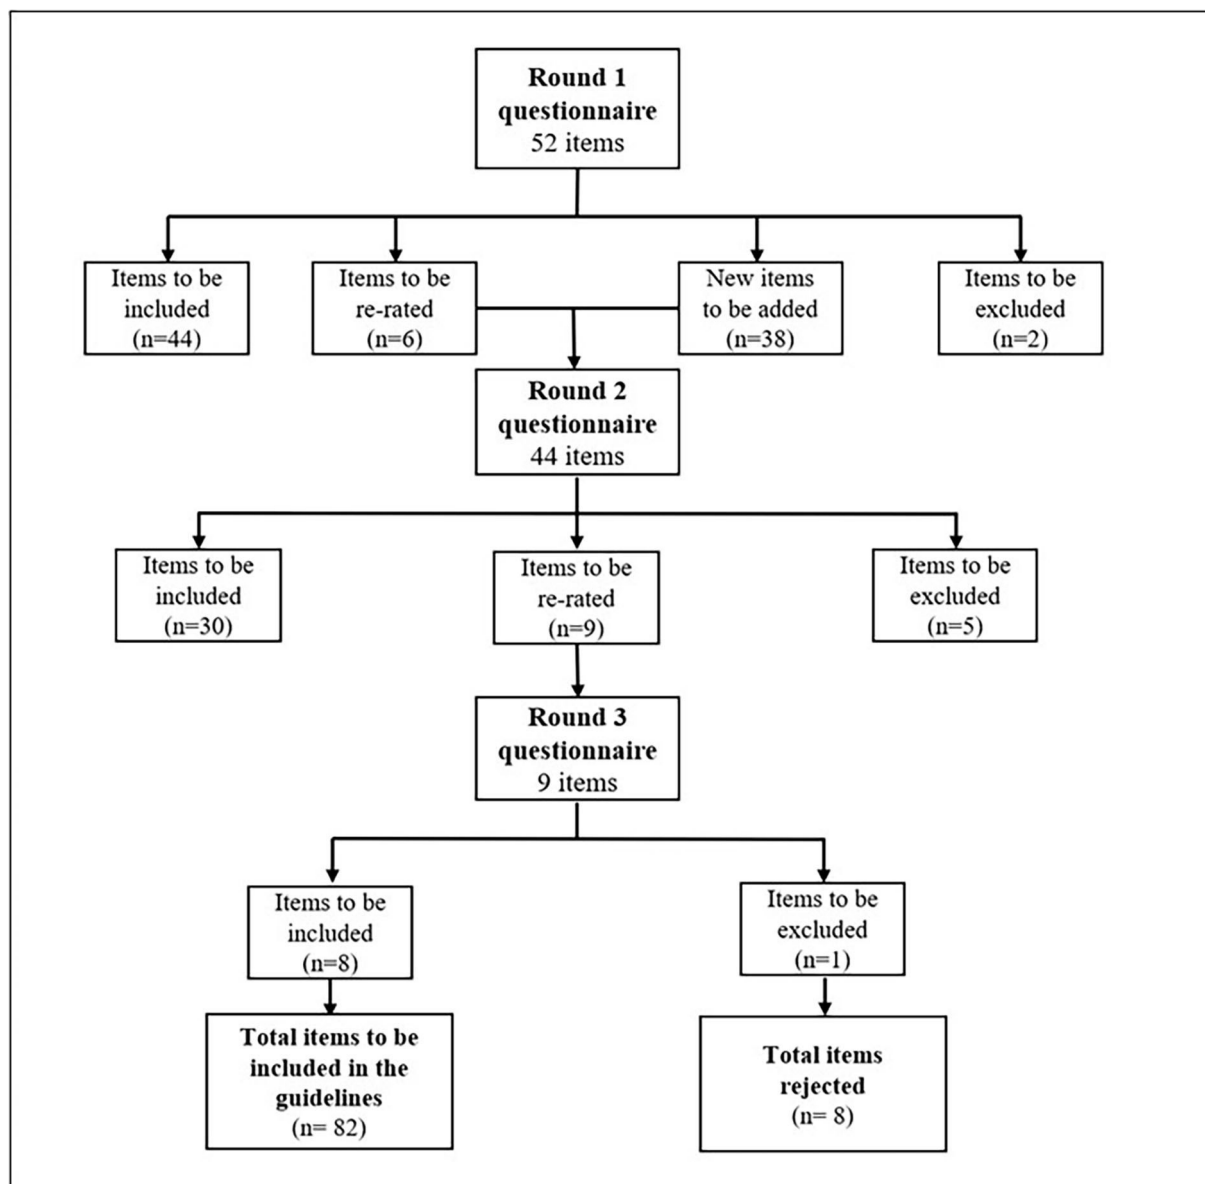 Round 1
questionnaire
52 items
Items to be
included
(n=44)
Items to be
re-rated
(n=6)
New items
to be added
(n=38)
Items to be
excluded
(n=2)
Round 2
questionnaire
44 items
Items to be
included
(n=30)
Items to be
re-rated
(n=9)
Items to be
excluded
(n=5)
Round 3
questionnaire
9 items
Items to be
included
(n=8)
Items to be
excluded
(n=1)
Total items to be
included in the
guidelines
(n= 82)
Total items
rejected
(n= 8)